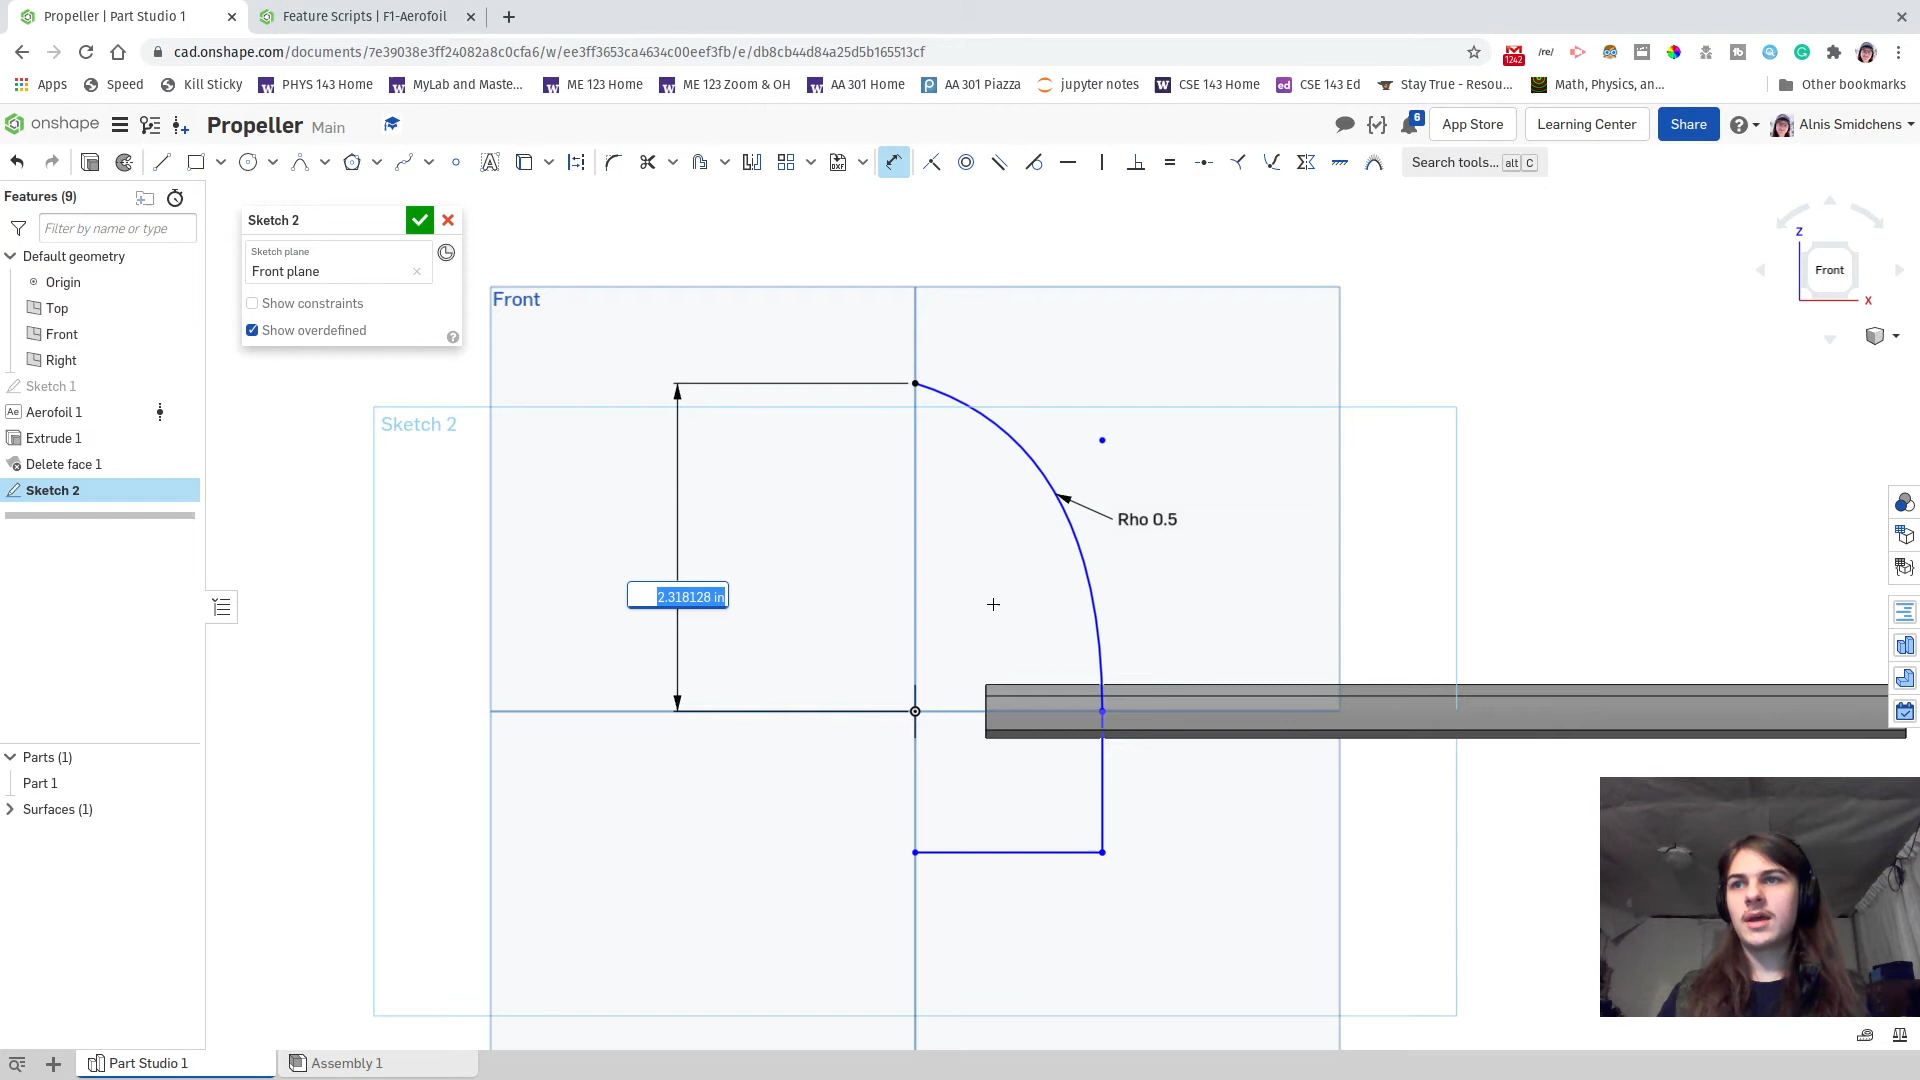 Propeller | Part Studio 1
Feature Scripts | F1-Aerofoil
cad.onshape.com/documents/7e39038e3ff24082a8c0cfa6/w/ee3ff3653ca4634c00eef3fb/e/db8cb44d84a25d5b165513cf
1242
/re/
Apps
Speed
Kill Sticky
PHYS 143 Home
MyLab and Maste...
ME 123 Home
ME 123 Zoom & OH
AA 301 Home
AA 301 Piazza
jupyter notes
CSE 143 Home
CSE 143 Ed
Stay True - Resou...
Math, Physics, an...
Other bookmarks
onshape
Propeller Main
6
App Store
Learning Center
Share
Alnis Smidchens
Search tools... alt C
Features (9)
Filter by name or type
Default geometry
Origin
Top
Front
Right
Sketch 1
Ae Aerofoil 1
Extrude 1
Delete face 1
Sketch 2
Parts (1)
Part 1
Surfaces (1)
Sketch 2
Sketch plane
Front plane
Show constraints
Show overdefined
Front
Sketch 2
Rho 0.5
2.318128 in
Z
Front
X
Part Studio 1
Assembly 1